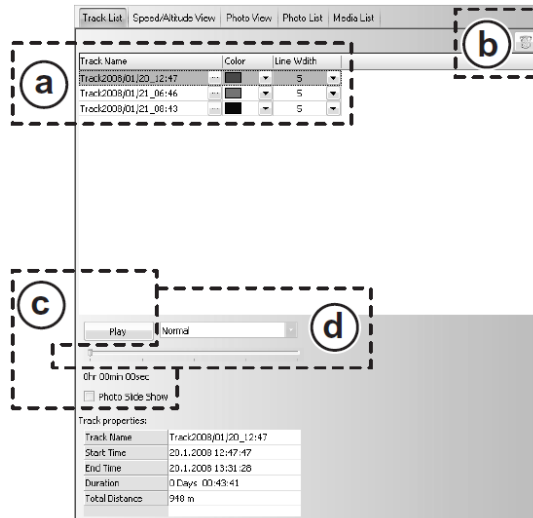 Track List Speed/Altitude View Photo View Photo List Media List
b
Track Name Color Line Wdith
a
Track2008/01/20_12:47 ... 5
Track2008/01/21_06:46 ... 5
Track2008/01/21_08:43 ... 5
c
d
Play Normal
0hr 00min 00sec
Photo Slide Show
Track properties:
Track Name Track2008/01/20_12:47
Start Time 20.1.2008 12:47:47
End Time 20.1.2008 13:31:28
Duration 0 Days 00:43:41
Total Distance 948 m